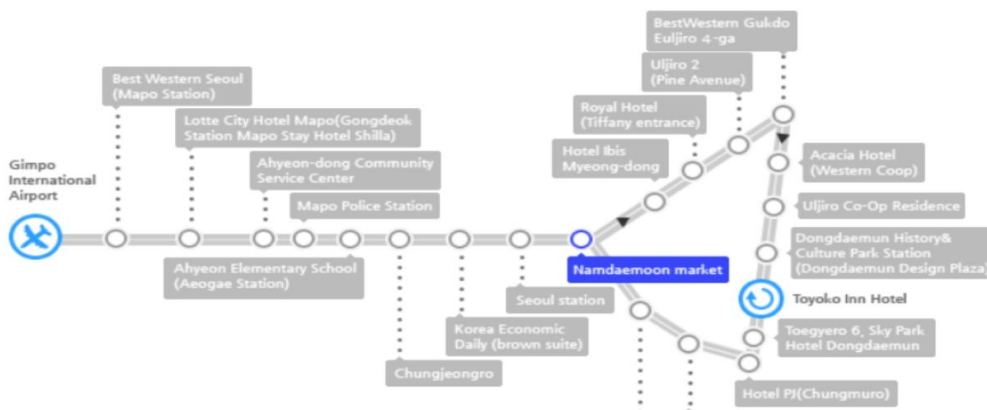 BestWestern Gukdo
Euljiro 4-ga
Uljiro 2
(Pine Avenue)
Best Western Seoul
(Mapo Station)
Royal Hotel
(Tiffany entrance)
Lotte City Hotel Mapo(Gongdeok
Station Mapo Stay Hotel Shilla)
Hotel Ibis
Myeong-dong
Acacia Hotel
(Western Coop)
Gimpo
International
Airport
Ahyeon-dong Community
Service Center
Mapo Police Station
Uljiro Co-Op Residence
Dongdaemun History&
Culture Park Station
(Dongdaemun Design Plaza)
Ahyeon Elementary School
(Aeogae Station)
Namdaemoon market
Seoul station
Toyoko Inn Hotel
Korea Economic
Daily (brown suite)
Toegyero 6, Sky Park
Hotel Dongdaemun
Chungjeongro
Hotel PJ(Chungmuro)